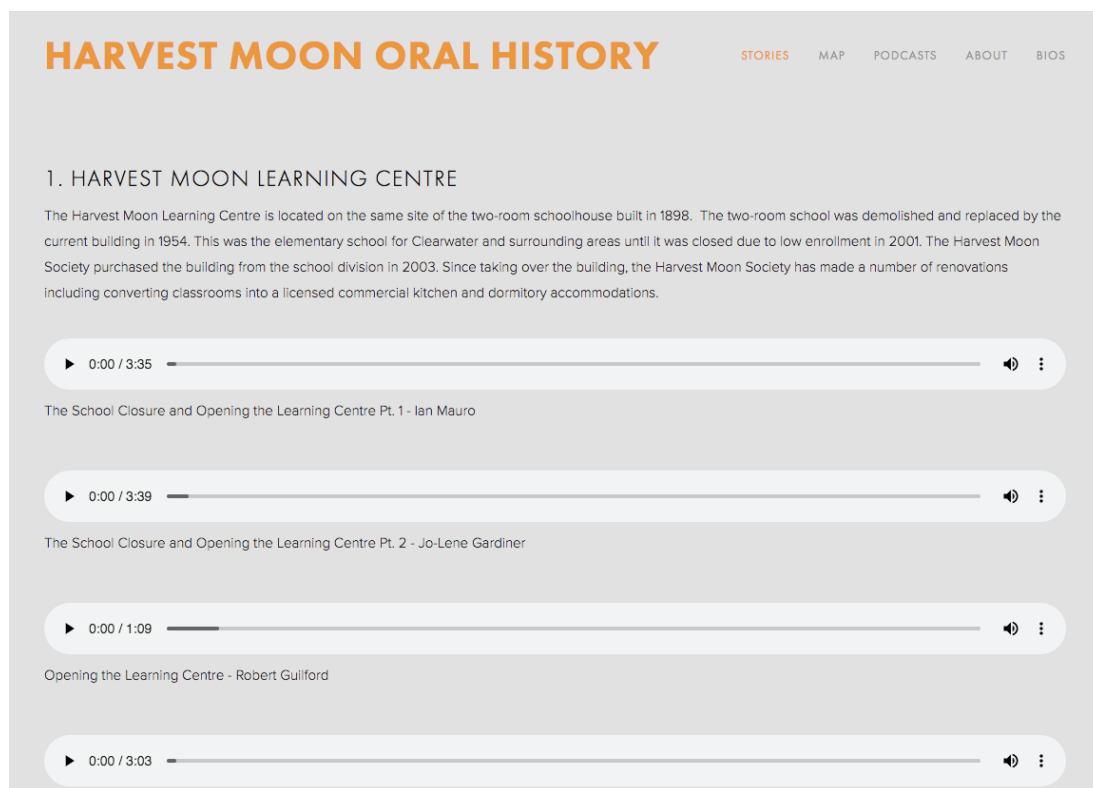 HARVEST MOON ORAL HISTORY
STORIES MAP PODCASTS ABOUT BIOS
1. HARVEST MOON LEARNING CENTRE
The Harvest Moon Learning Centre is located on the same site of the two-room schoolhouse built in 1898.  The two-room school was demolished and replaced by the
current building in 1954. This was the elementary school for Clearwater and surrounding areas until it was closed due to low enrollment in 2001. The Harvest Moon
Society purchased the building from the school division in 2003. Since taking over the building, the Harvest Moon Society has made a number of renovations
including converting classrooms into a licensed commercial kitchen and dormitory accommodations.
0:00 / 3:35
The School Closure and Opening the Learning Centre Pt. 1 - Ian Mauro
0:00 / 3:39
The School Closure and Opening the Learning Centre Pt. 2 - Jo-Lene Gardiner
0:00 / 1:09
Opening the Learning Centre - Robert Guilford
0:00 / 3:03